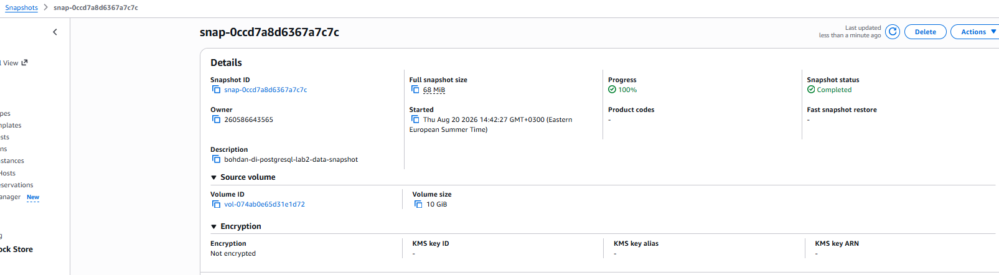 Snapshots > snap-0ccd7a8d6367a7c7c
snap-0ccd7a8d6367a7c7c
Last updated
less than a minute ago
Delete
Actions
l View
Details
Snapshot ID
snap-0ccd7a8d6367a7c7c
Full snapshot size
68 MiB
Progress
100%
Snapshot status
Completed
Owner
260586643565
Started
Thu Aug 20 2026 14:42:27 GMT+0300 (Eastern
European Summer Time)
Product codes
-
Fast snapshot restore
-
Description
bohdan-di-postgresql-lab2-data-snapshot
Source volume
Volume ID
vol-074ab0e65d31e1d72
Volume size
10 GiB
Encryption
Encryption
Not encrypted
KMS key ID
-
KMS key alias
-
KMS key ARN
-
ypes
mplates
sts
ns
nstances
Hosts
eservations
anager New
g
ock Store